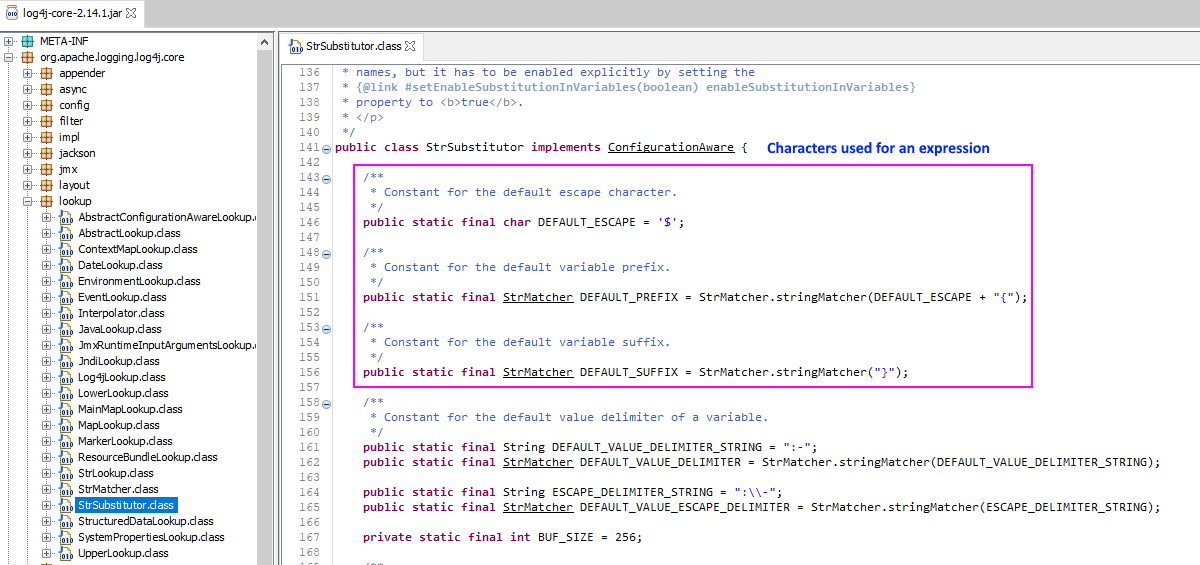 log4j-core-2.14.1.jar
META-INF
org.apache.logging.log4j.core
appender
async
config
filter
impl
jackson
jmx
layout
lookup
AbstractConfigurationAwareLookup.
AbstractLookup.class
ContextMapLookup.class
DateLookup.class
EnvironmentLookup.class
EventLookup.class
Interpolator.class
JavaLookup.class
JmxRuntimeInputArgumentsLookup.
JndiLookup.class
Log4jLookup.class
LowerLookup.class
MainMapLookup.class
MapLookup.class
MarkerLookup.class
ResourceBundleLookup.class
StrLookup.class
StrMatcher.class
StrSubstitutor.class
StructuredDataLookup.class
SystemPropertiesLookup.class
UpperLookup.class
StrSubstitutor.class
136 * names, but it has to be enabled explicitly by setting the
137 * {@link #setEnableSubstitutionInVariables(boolean) enableSubstitutionInVariables}
138 * property to <b>true</b>.
139 * </p>
140 */
141 public class StrSubstitutor implements ConfigurationAware { Characters used for an expression
142
143 /**
144 * Constant for the default escape character.
145 */
146 public static final char DEFAULT_ESCAPE = '$';
147
148 /**
149 * Constant for the default variable prefix.
150 */
151 public static final StrMatcher DEFAULT_PREFIX = StrMatcher.stringMatcher(DEFAULT_ESCAPE + "{");
152
153 /**
154 * Constant for the default variable suffix.
155 */
156 public static final StrMatcher DEFAULT_SUFFIX = StrMatcher.stringMatcher("}");
157
158 /**
159 * Constant for the default value delimiter of a variable.
160 */
161 public static final String DEFAULT_VALUE_DELIMITER_STRING = ":-";
162 public static final StrMatcher DEFAULT_VALUE_DELIMITER = StrMatcher.stringMatcher(DEFAULT_VALUE_DELIMITER_STRING);
163
164 public static final String ESCAPE_DELIMITER_STRING = ":\\-";
165 public static final StrMatcher DEFAULT_VALUE_ESCAPE_DELIMITER = StrMatcher.stringMatcher(ESCAPE_DELIMITER_STRING);
166
167 private static final int BUF_SIZE = 256;
168